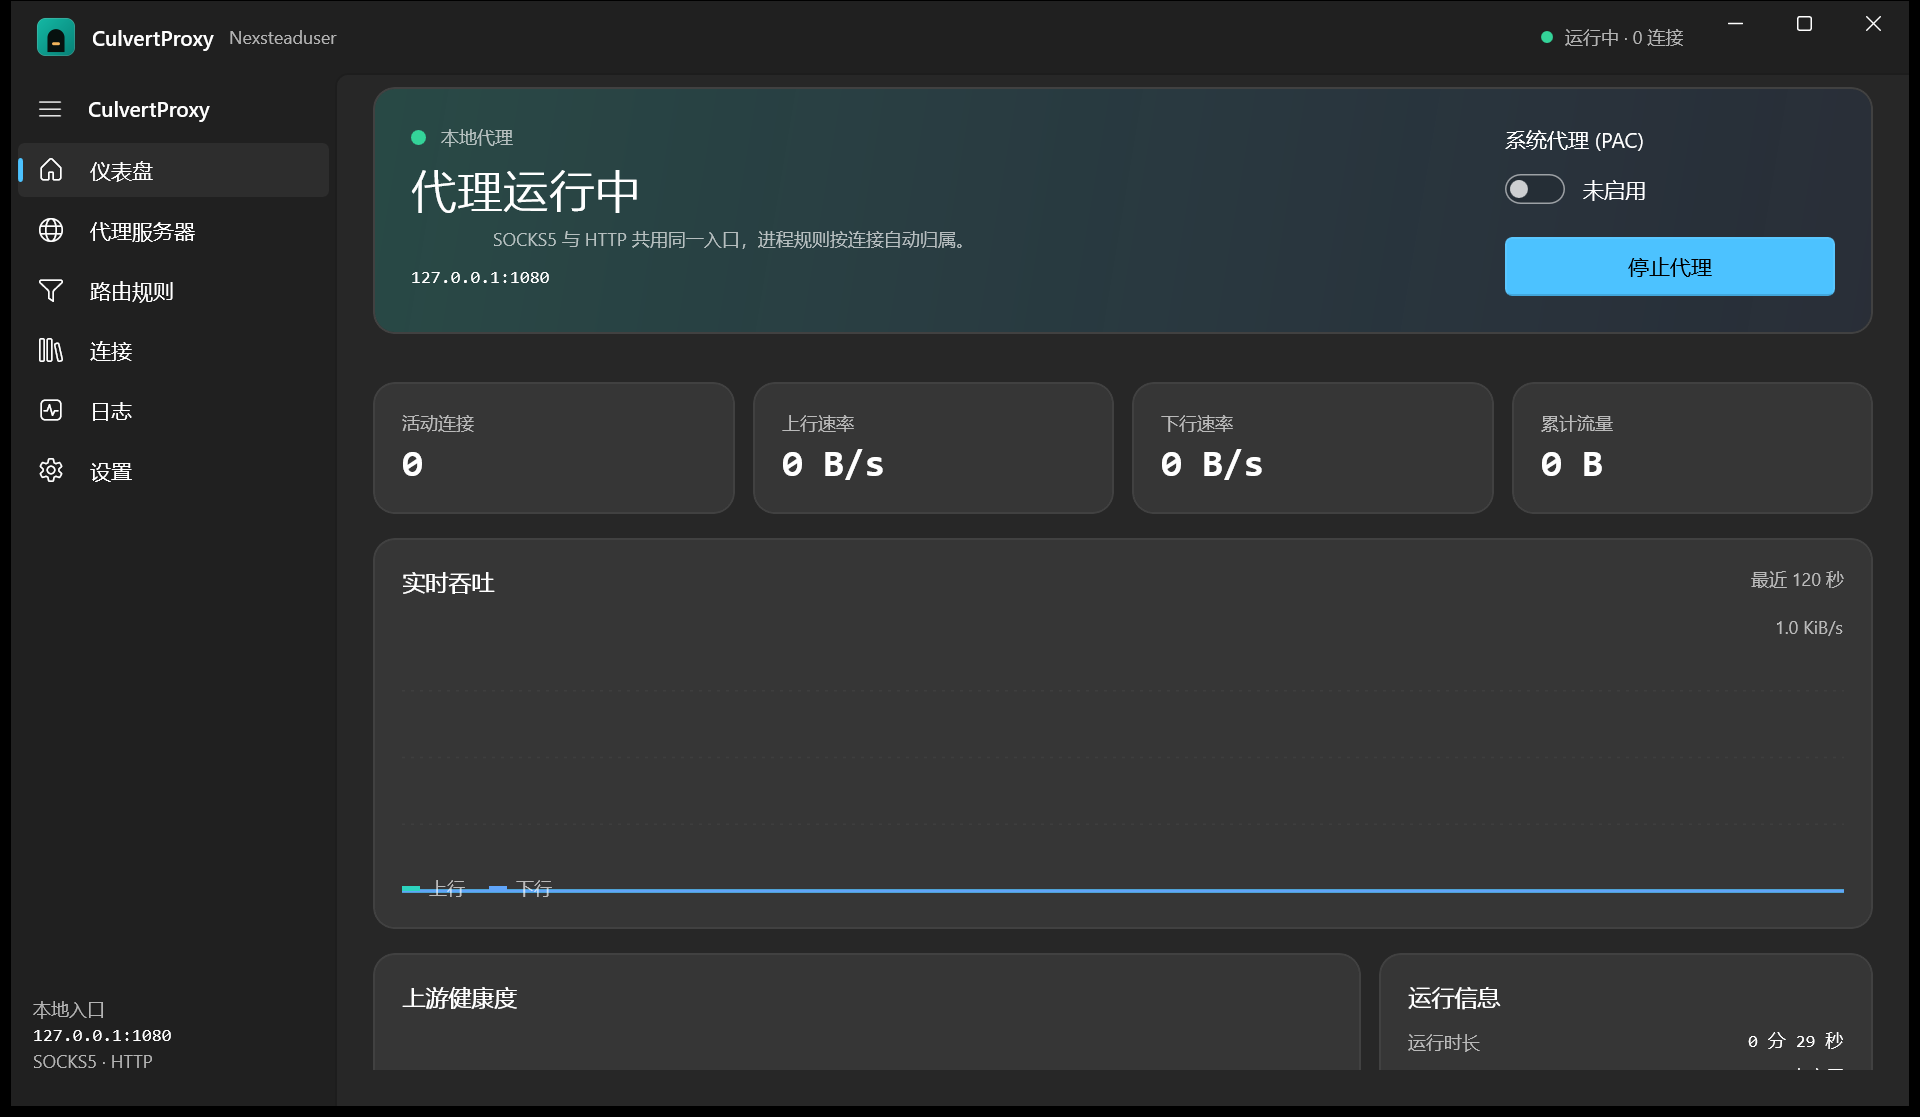 CulvertProxy Nexsteaduser
运行中 · 0 连接
CulvertProxy
仪表盘
代理服务器
路由规则
连接
日志
设置
本地入口
127.0.0.1:1080
SOCKS5 · HTTP
本地代理
代理运行中
SOCKS5 与 HTTP 共用同一入口，进程规则按连接自动归属。
127.0.0.1:1080
系统代理 (PAC)
未启用
停止代理
活动连接
0
上行速率
0 B/s
下行速率
0 B/s
累计流量
0 B
实时吞吐
最近 120 秒
1.0 KiB/s
上行 下行
上游健康度
运行信息
运行时长 0 分 29 秒